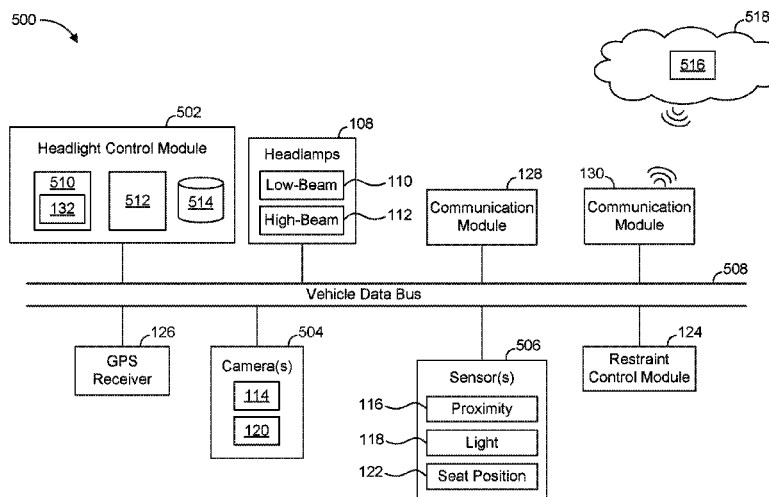 500
518
516
502
Headlight Control Module
510
132
512
514
108
Headlamps
Low-Beam
110
High-Beam
112
128
Communication
Module
130
Communication
Module
508
Vehicle Data Bus
126
GPS
Receiver
504
Camera(s)
114
120
506
Sensor(s)
116
Proximity
118
Light
122
Seat Position
124
Restraint
Control Module